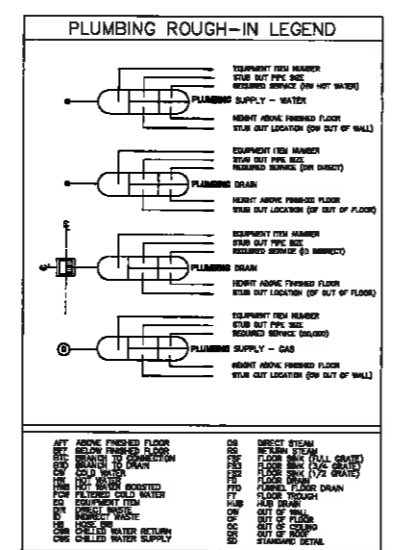 PLUMBING ROUGH-IN LEGEND
EQUIPMENT ITEM NUMBER
STUB OUT PIPE SIZE
REQUIRED SERVICE (HW HOT WATER)
PLUMBING SUPPLY - WATER
HEIGHT ABOVE FINISHED FLOOR
STUB OUT LOCATION (OW OUT OF WALL)
EQUIPMENT ITEM NUMBER
STUB OUT PIPE SIZE
REQUIRED SERVICE (DIR DIRECT)
PLUMBING DRAIN
HEIGHT ABOVE FINISHED FLOOR
STUB OUT LOCATION (OF OUT OF FLOOR)
EQUIPMENT ITEM NUMBER
STUB OUT PIPE SIZE
REQUIRED SERVICE (ID INDIRECT)
PLUMBING DRAIN
HEIGHT ABOVE FINISHED FLOOR
STUB OUT LOCATION (OF OUT OF FLOOR)
EQUIPMENT ITEM NUMBER
STUB OUT PIPE SIZE
REQUIRED SERVICE
PLUMBING SUPPLY - GAS
HEIGHT ABOVE FINISHED FLOOR
STUB OUT LOCATION (OW OUT OF WALL)
AFF ABOVE FINISHED FLOOR
BFF BELOW FINISHED FLOOR
BTC BRANCH TO CONNECTION
BTD BRANCH TO DRAIN
CW COLD WATER
HW HOT WATER
HWB HOT WATER BOOSTED
FCW FILTERED COLD WATER
EQ EQUIPMENT ITEM
DIR DIRECT WASTE
ID INDIRECT WASTE
HB HOSE BIB
CWR CHILLED WATER RETURN
CWS CHILLED WATER SUPPLY
DS DIRECT STEAM
RS RETURN STEAM
FSF FLOOR SINK (FULL GRATE)
FS3 FLOOR SINK (3/4 GRATE)
FS2 FLOOR SINK (1/2 GRATE)
FD FLOOR DRAIN
FFD FUNNEL FLOOR DRAIN
FT FLOOR TROUGH
HUB HUB DRAIN
OW OUT OF WALL
OF OUT OF FLOOR
OC OUT OF CEILING
OR OUT OF ROOF
SD STANDARD DETAIL